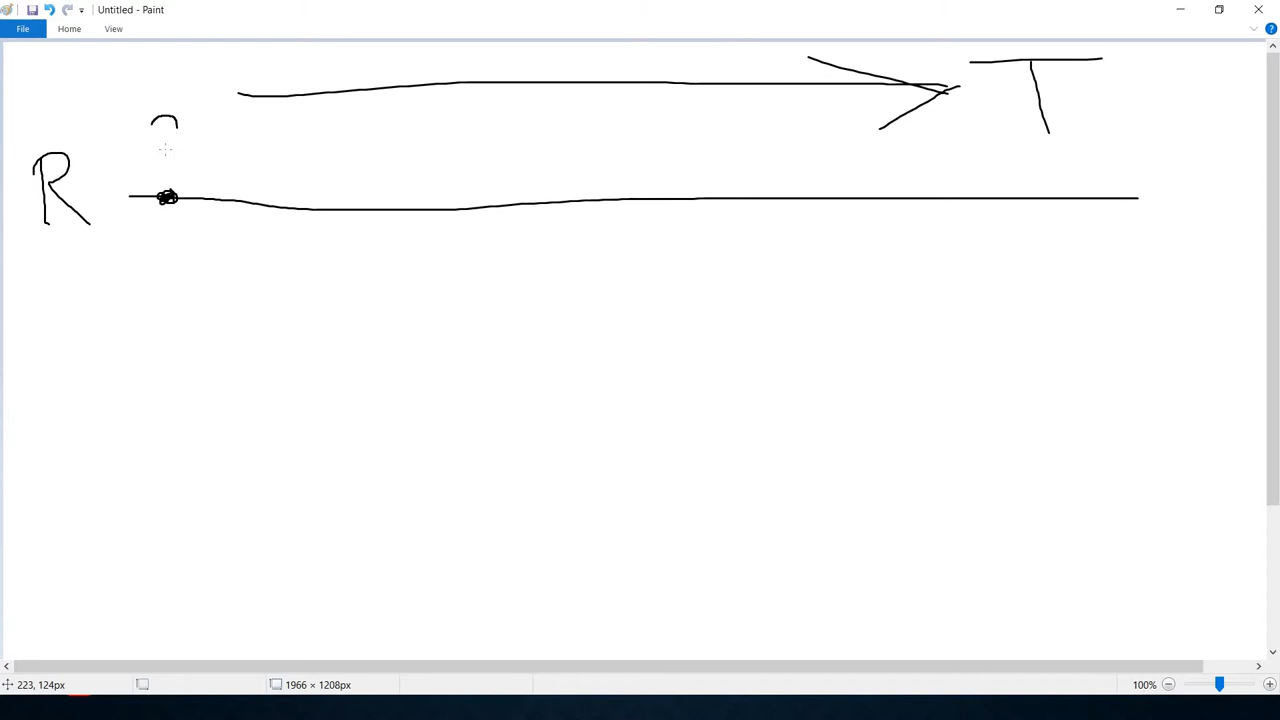 Untitled - Paint
File Home View
T
R
223, 124px 1966 × 1208px 100%